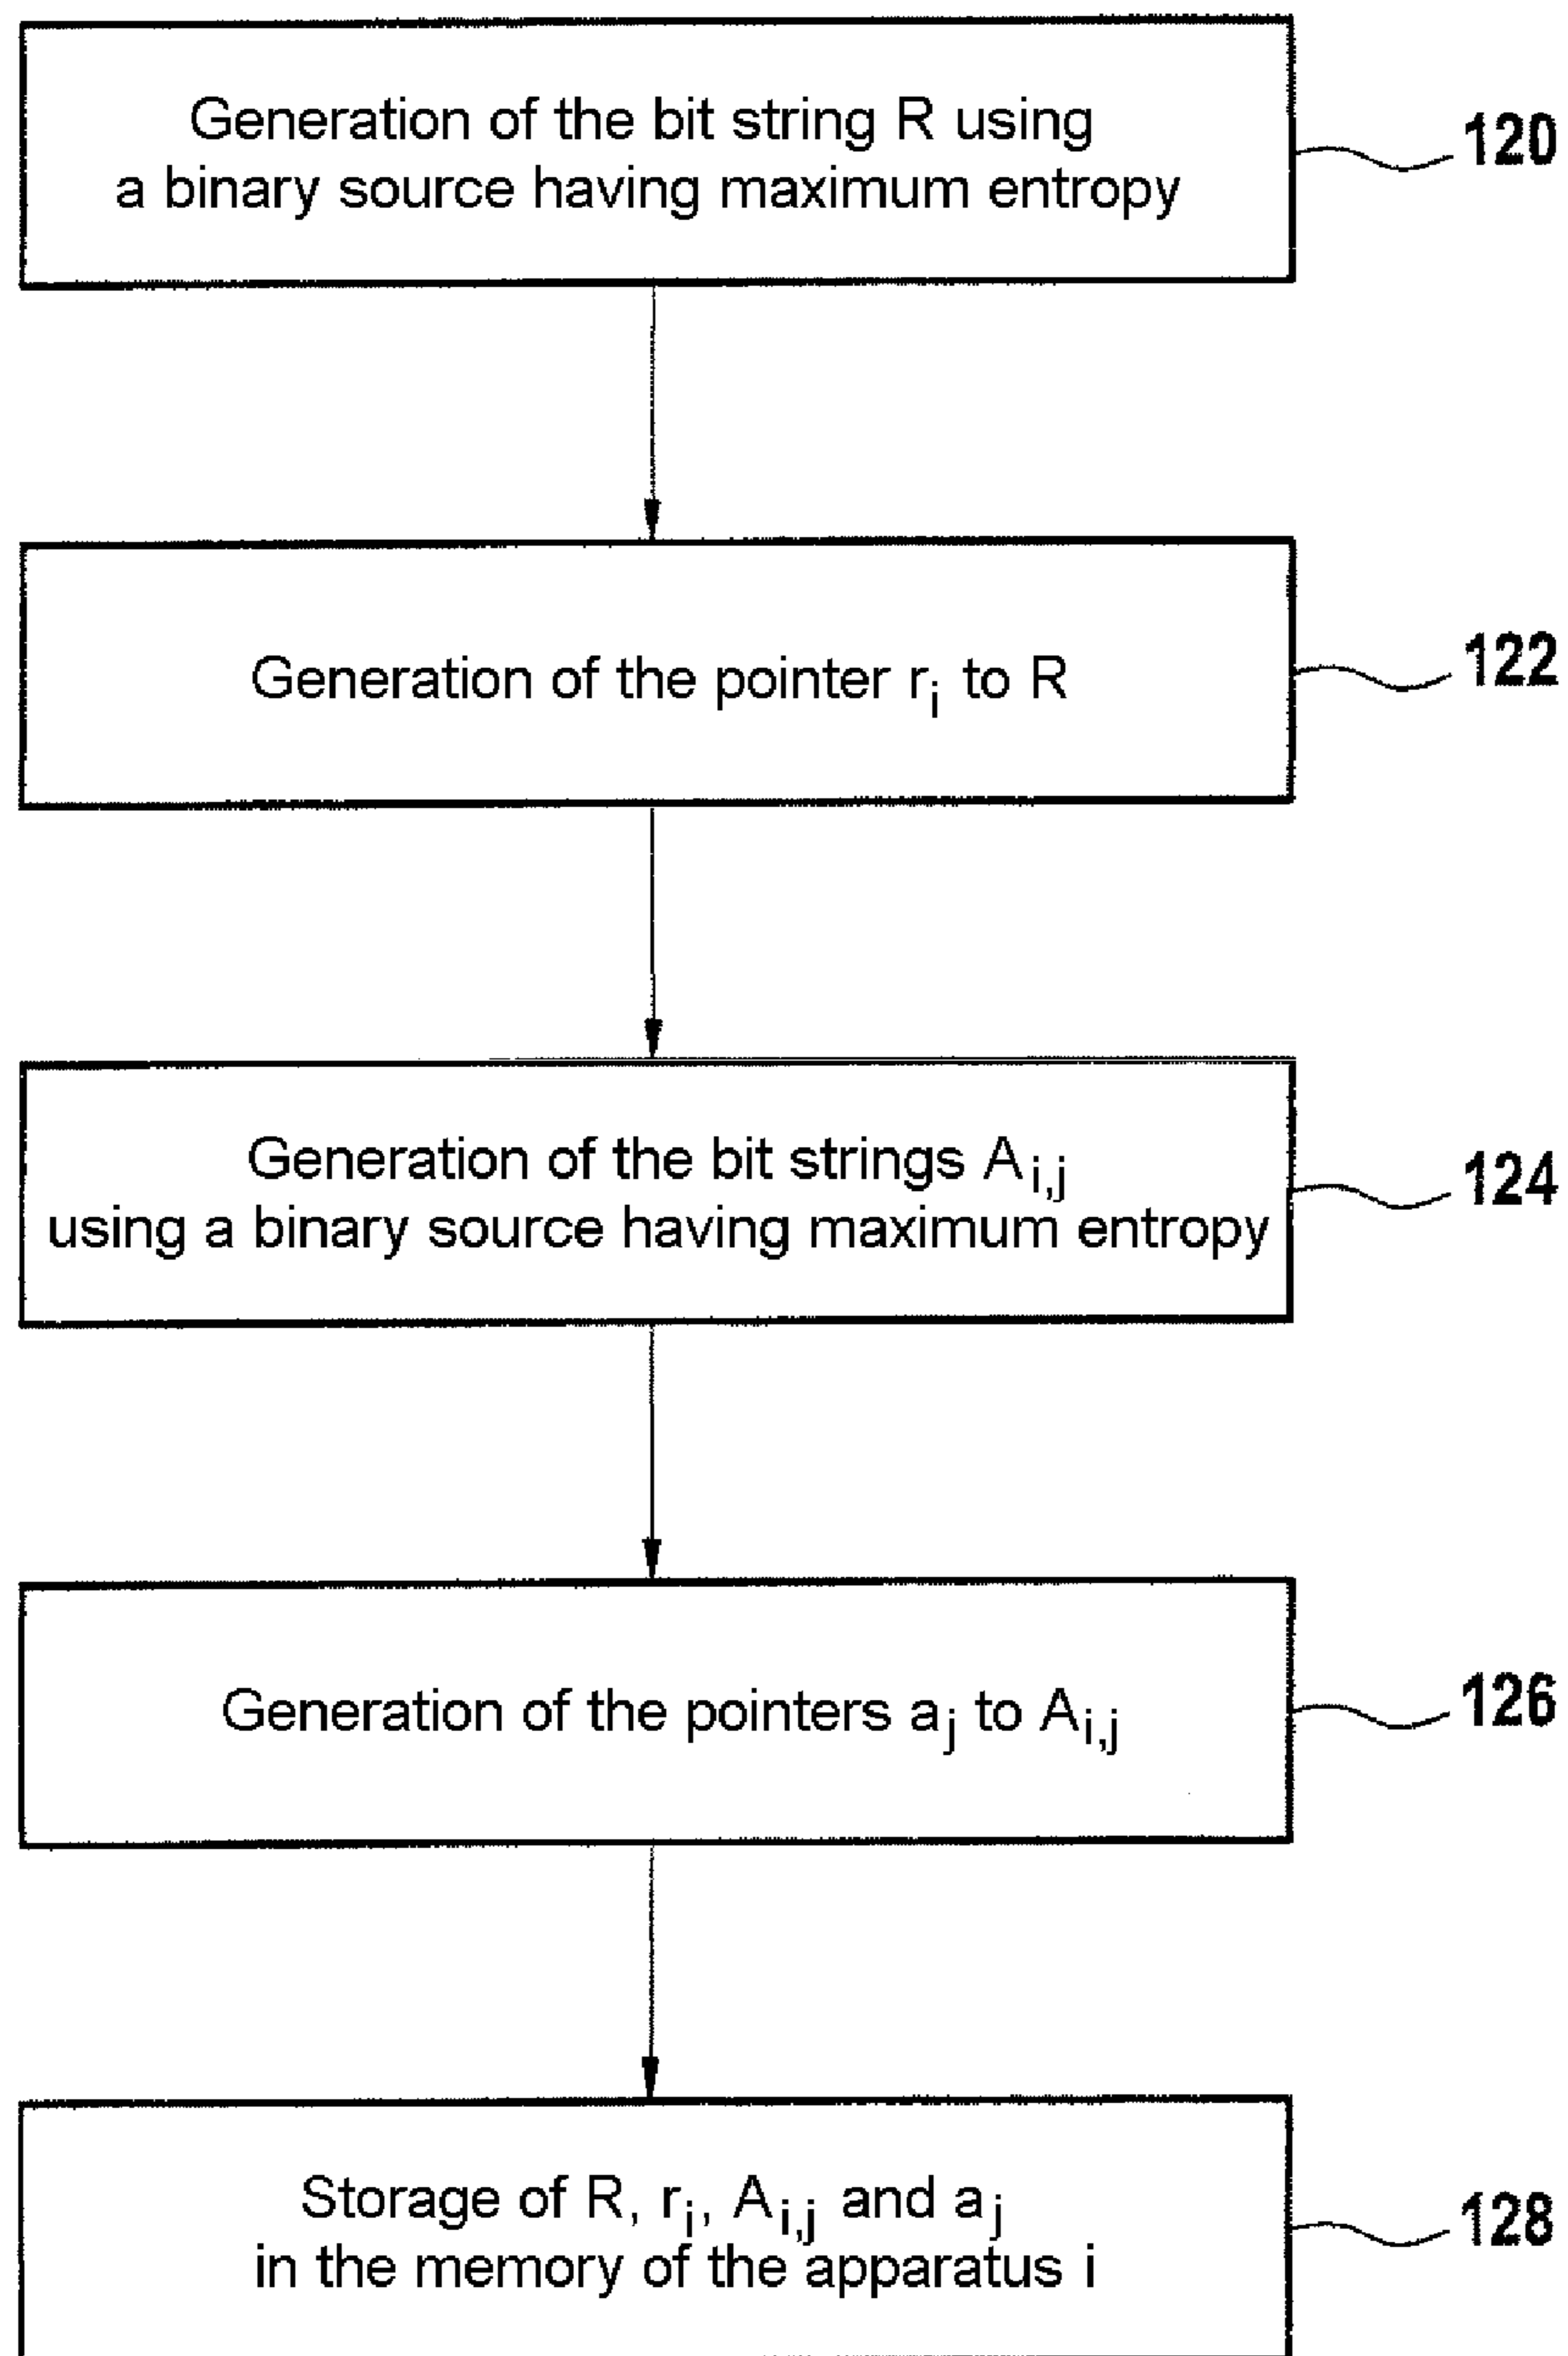 Generation of the bit string R using
a binary source having maximum entropy
120
Generation of the pointer r_i to R
122
Generation of the bit strings A_i,j
using a binary source having maximum entropy
124
Generation of the pointers a_j to A_i,j
126
Storage of R, r_i, A_i,j and a_j
in the memory of the apparatus i
128